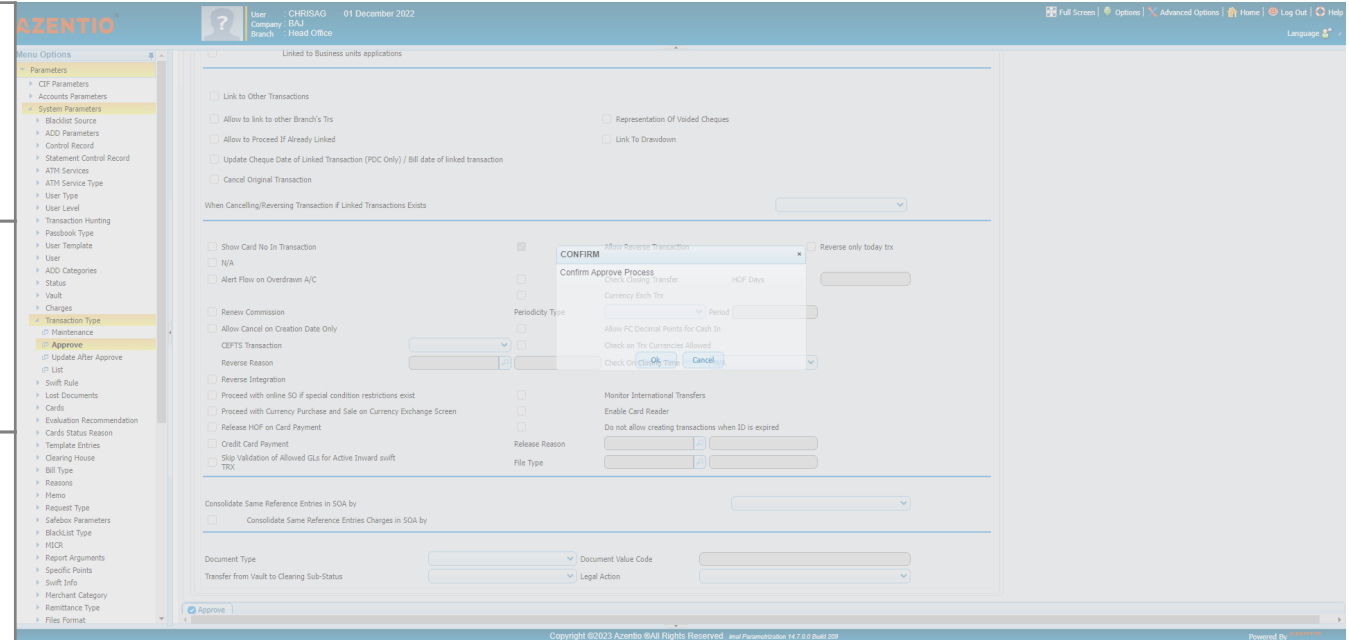 AZENTIO
User : CHRISAG 01 December 2022
Company : BAJ
Branch : Head Office
Full Screen | Options | Advanced Options | Home | Log Out | Help
Language
Menu Options
Parameters
CIF Parameters
Accounts Parameters
System Parameters
Blacklist Source
ADD Parameters
Control Record
Statement Control Record
ATM Services
ATM Service Type
User Type
User Level
Transaction Hunting
Passbook Type
User Template
User
ADD Categories
Status
Vault
Charges
Transaction Type
Maintenance
Approve
Update After Approve
List
Swift Rule
Lost Documents
Cards
Evaluation Recommendation
Cards Status Reason
Template Entries
Clearing House
Bill Type
Reasons
Memo
Request Type
Safebox Parameters
BlackList Type
MICR
Report Arguments
Specific Points
Swift Info
Merchant Category
Remittance Type
Files Format
Linked to Business units applications
Link to Other Transactions
Allow to link to other Branch's Trs Representation Of Voided Cheques
Allow to Proceed If Already Linked Link To Drawdown
Update Cheque Date of Linked Transaction (PDC Only) / Bill date of linked transaction
Cancel Original Transaction
When Cancelling/Reversing Transaction if Linked Transactions Exists
Show Card No In Transaction Allow Reverse Transaction Reverse only today trx
CONFIRM ×
N/A
Confirm Approve Process
Alert Flow on Overdrawn A/C Check Closing Transfer HOF Days
Currency Exch Trx
Renew Commission Periodicity Type Period
Allow Cancel on Creation Date Only Allow FC Decimal Points for Cash In
CEFTS Transaction Check on Trx Currencies Allowed
Reverse Reason Check On Closing Time
Ok Cancel
Reverse Integration
Proceed with online SO if special condition restrictions exist Monitor International Transfers
Proceed with Currency Purchase and Sale on Currency Exchange Screen Enable Card Reader
Release HOF on Card Payment Do not allow creating transactions when ID is expired
Credit Card Payment Release Reason
Skip Validation of Allowed GLs for Active Inward swift
TRX File Type
Consolidate Same Reference Entries in SOA by
Consolidate Same Reference Entries Charges in SOA by
Document Type Document Value Code
Transfer from Vault to Clearing Sub-Status Legal Action
Approve
Copyright ©2023 Azentio ®All Rights Reserved imal Parametrization 14.7.0.0 Build 209
Powered By